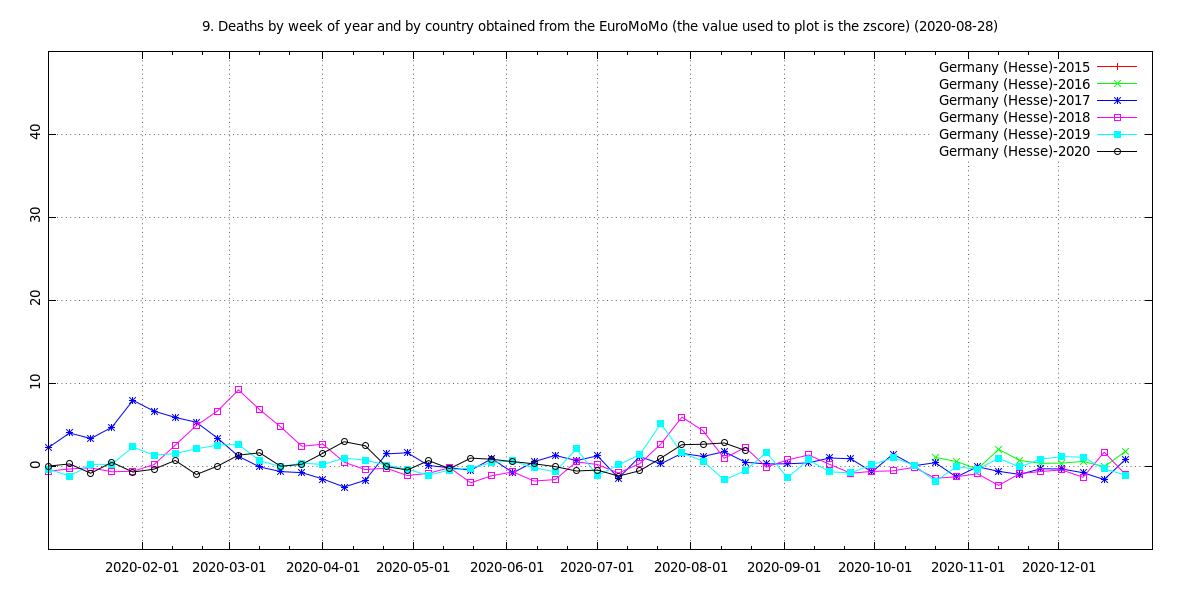 9. Deaths by week of year and by country obtained from the EuroMoMo (the value used to plot is the zscore) (2020-08-28)
Germany (Hesse)-2015
Germany (Hesse)-2016
Germany (Hesse)-2017
Germany (Hesse)-2018
Germany (Hesse)-2019
Germany (Hesse)-2020
40
30
20
10
0
2020-02-01 2020-03-01 2020-04-01 2020-05-01 2020-06-01 2020-07-01 2020-08-01 2020-09-01 2020-10-01 2020-11-01 2020-12-01